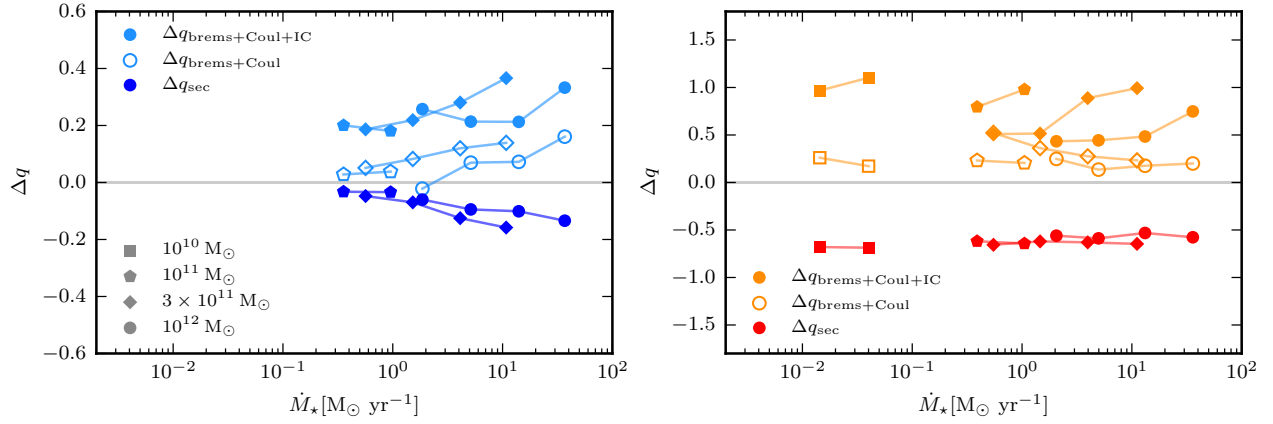 0.6
0.4
0.2
0.0
−0.2
−0.4
−0.6
Δq
Δq_brems+Coul+IC
Δq_brems+Coul
Δq_sec
10^10 M_⊙
10^11 M_⊙
3 × 10^11 M_⊙
10^12 M_⊙
10^−2
10^−1
10^0
10^1
10^2
Ṁ_⋆[M_⊙ yr^−1]
1.5
1.0
0.5
0.0
−0.5
−1.0
−1.5
Δq
Δq_brems+Coul+IC
Δq_brems+Coul
Δq_sec
10^−2
10^−1
10^0
10^1
10^2
Ṁ_⋆[M_⊙ yr^−1]